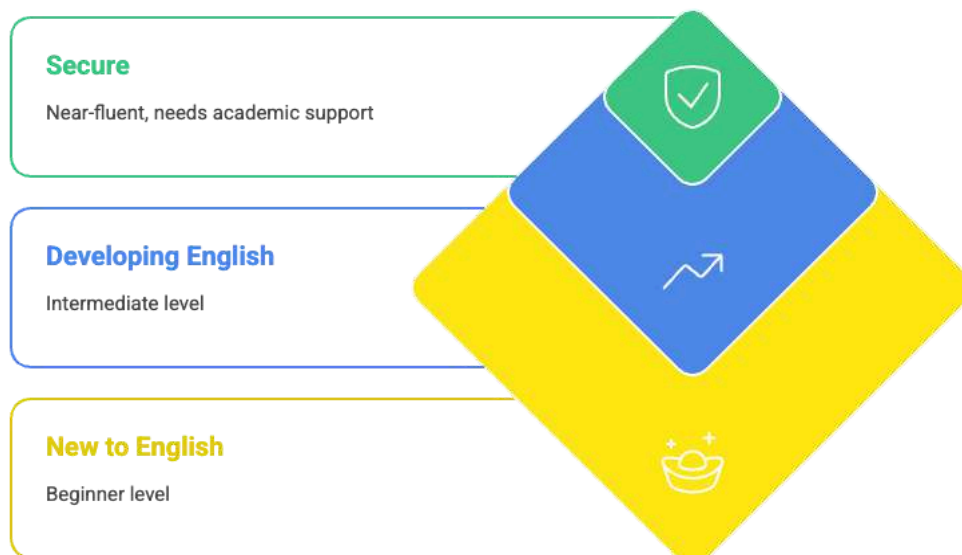 Secure
Near-fluent, needs academic support
Developing English
Intermediate level
New to English
Beginner level